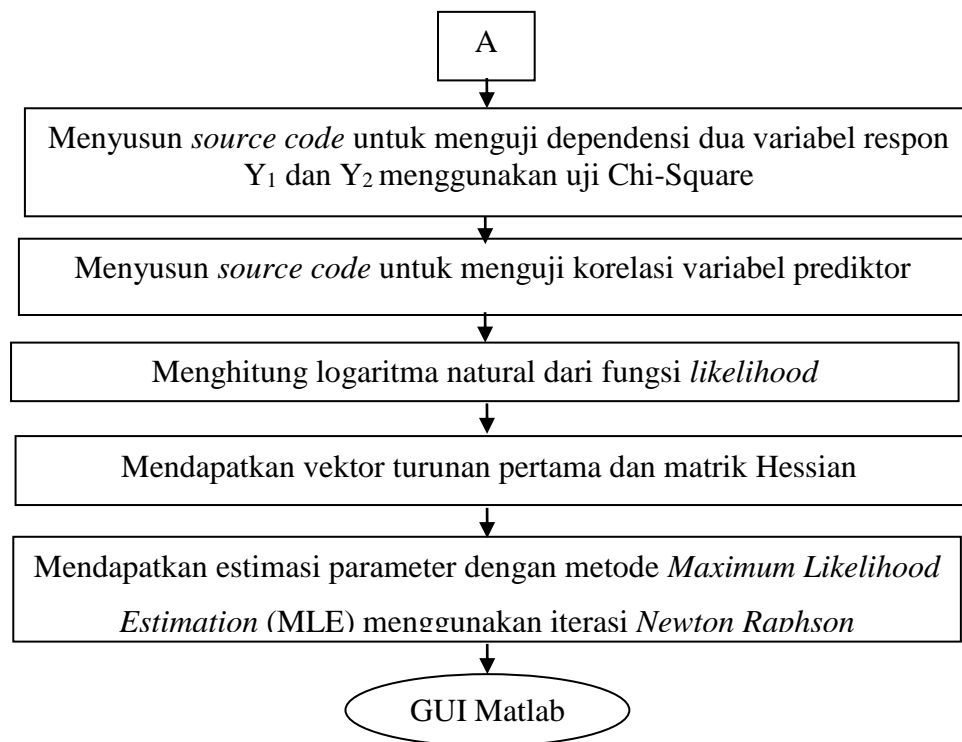 A
Menyusun source code untuk menguji dependensi dua variabel respon
Y₁ dan Y₂ menggunakan uji Chi-Square
Menyusun source code untuk menguji korelasi variabel prediktor
Menghitung logaritma natural dari fungsi likelihood
Mendapatkan vektor turunan pertama dan matrik Hessian
Mendapatkan estimasi parameter dengan metode Maximum Likelihood
Estimation (MLE) menggunakan iterasi Newton Raphson
GUI Matlab